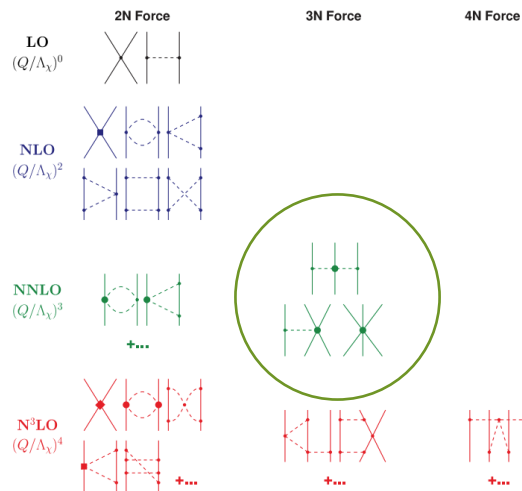 2N Force 3N Force 4N Force
LO
(Q/Λχ)⁰
NLO
(Q/Λχ)²
NNLO
(Q/Λχ)³
+...
N³LO
(Q/Λχ)⁴
+... +... +...